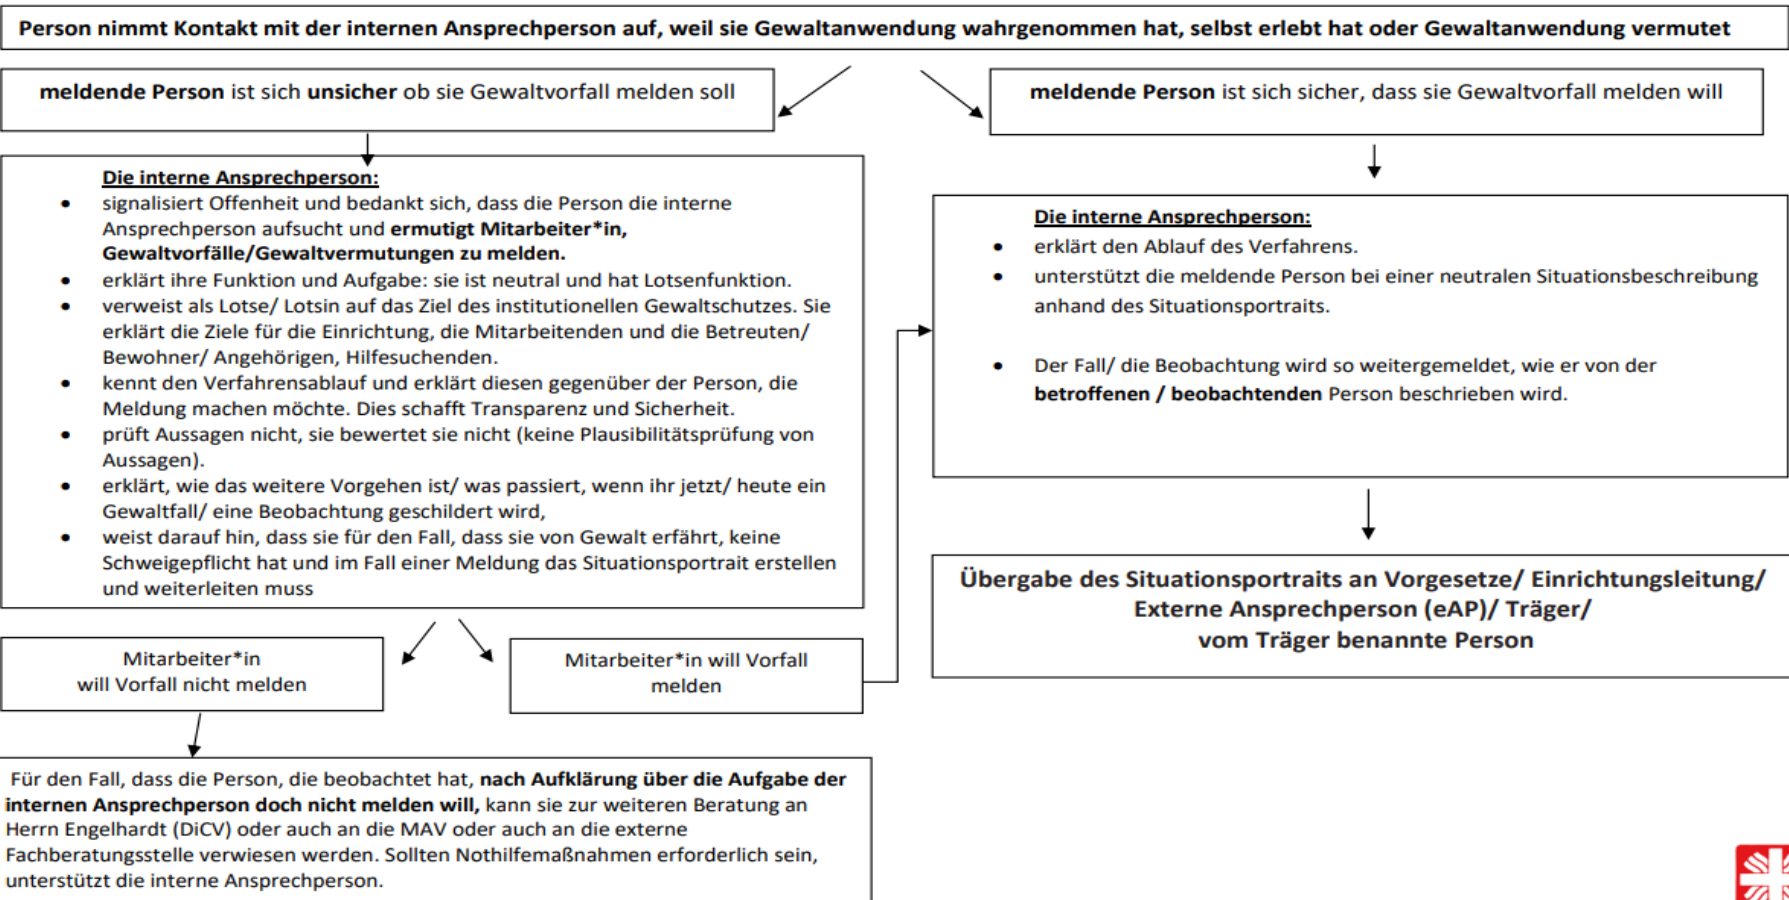 Person nimmt Kontakt mit der internen Ansprechperson auf, weil sie Gewaltanwendung wahrgenommen hat, selbst erlebt hat oder Gewaltanwendung vermutet
meldende Person ist sich unsicher ob sie Gewaltvorfall melden soll
Die interne Ansprechperson:
• signalisiert Offenheit und bedankt sich, dass die Person die interne
Ansprechperson aufsucht und ermutigt Mitarbeiter*in,
Gewaltvorfälle/Gewaltvermutungen zu melden.
• erklärt ihre Funktion und Aufgabe: sie ist neutral und hat Lotsenfunktion.
• verweist als Lotse/ Lotsin auf das Ziel des institutionellen Gewaltschutzes. Sie
erklärt die Ziele für die Einrichtung, die Mitarbeitenden und die Betreuten/
Bewohner/ Angehörigen, Hilfesuchenden.
• kennt den Verfahrensablauf und erklärt diesen gegenüber der Person, die
Meldung machen möchte. Dies schafft Transparenz und Sicherheit.
• prüft Aussagen nicht, sie bewertet sie nicht (keine Plausibilitätsprüfung von
Aussagen).
• erklärt, wie das weitere Vorgehen ist/ was passiert, wenn ihr jetzt/ heute ein
Gewaltfall/ eine Beobachtung geschildert wird,
• weist darauf hin, dass sie für den Fall, dass sie von Gewalt erfährt, keine
Schweigepflicht hat und im Fall einer Meldung das Situationsportrait erstellen
und weiterleiten muss
Mitarbeiter*in
will Vorfall nicht melden
Mitarbeiter*in will Vorfall
melden
Für den Fall, dass die Person, die beobachtet hat, nach Aufklärung über die Aufgabe der
internen Ansprechperson doch nicht melden will, kann sie zur weiteren Beratung an
Herrn Engelhardt (DiCV) oder auch an die MAV oder auch an die externe
Fachberatungsstelle verwiesen werden. Sollten Nothilfemaßnahmen erforderlich sein,
unterstützt die interne Ansprechperson.
meldende Person ist sich sicher, dass sie Gewaltvorfall melden will
Die interne Ansprechperson:
• erklärt den Ablauf des Verfahrens.
• unterstützt die meldende Person bei einer neutralen Situationsbeschreibung
anhand des Situationsportraits.
• Der Fall/ die Beobachtung wird so weitergemeldet, wie er von der
betroffenen / beobachtenden Person beschrieben wird.
Übergabe des Situationsportraits an Vorgesetze/ Einrichtungsleitung/
Externe Ansprechperson (eAP)/ Träger/
vom Träger benannte Person